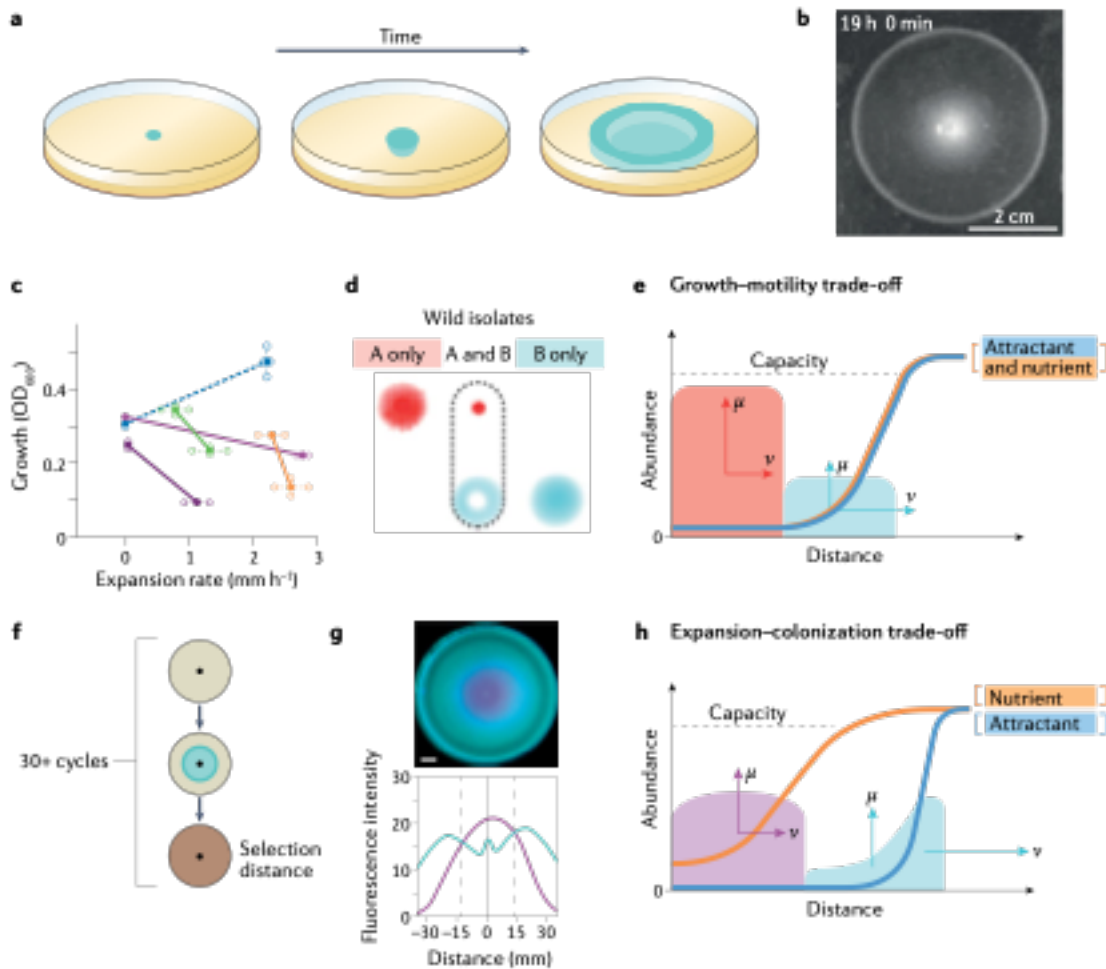 a
Time
b
19 h 0 min
2 cm
c
Growth (OD₆₀₀)
0.4
0.2
0
0
1
2
3
Expansion rate (mm h⁻¹)
d
Wild isolates
A only
A and B
B only
e
Growth–motility trade-off
Abundance
Capacity
Attractant
and nutrient
μ
ν
μ
ν
0
Distance
f
30+ cycles
Selection
distance
g
Fluorescence intensity
30
20
10
0
–30
–15
0
15
30
Distance (mm)
h
Expansion–colonization trade-off
Abundance
Capacity
Nutrient
Attractant
μ
ν
μ
ν
0
Distance